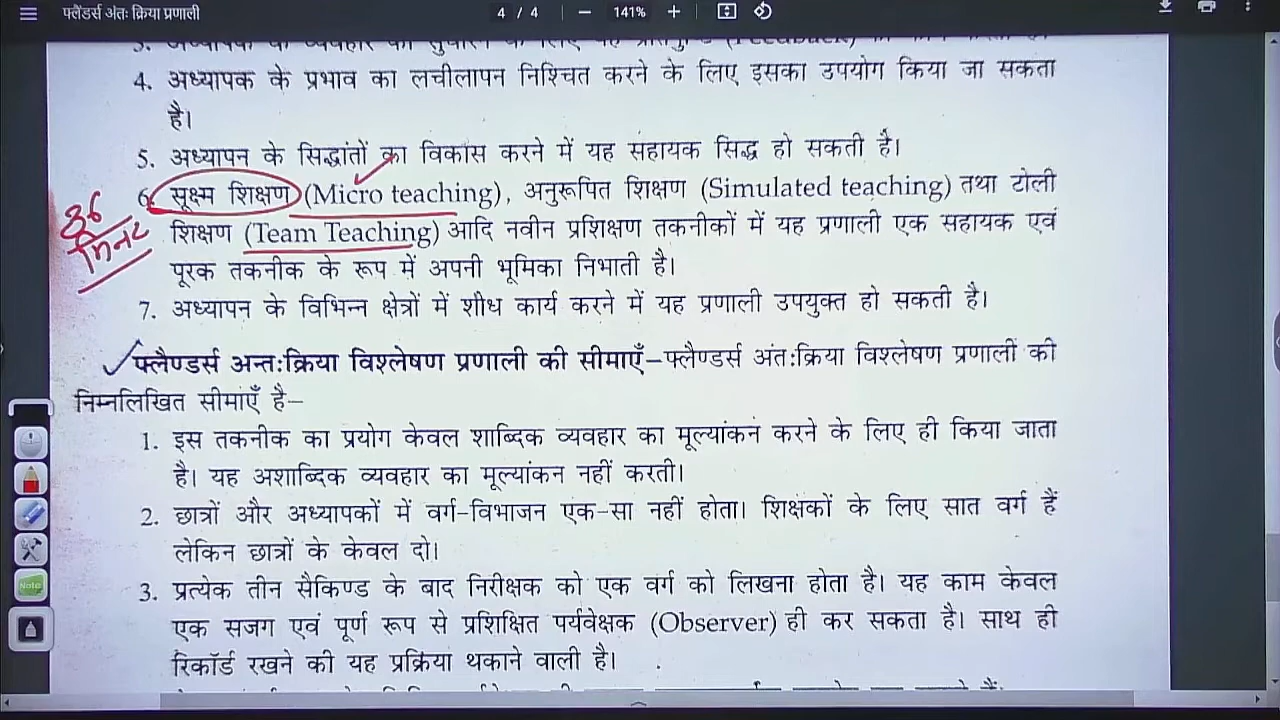 फ्लैंडर्स अंतः क्रिया प्रणाली
4 / 4
141%
4. अध्यापक के प्रभाव का लचीलापन निश्चित करने के लिए इसका उपयोग किया जा सकता
है।
5. अध्यापन के सिद्धांतों का विकास करने में यह सहायक सिद्ध हो सकती है।
6. सूक्ष्म शिक्षण (Micro teaching), अनुरूपित शिक्षण (Simulated teaching) तथा टोली
36
मिनट
शिक्षण (Team Teaching) आदि नवीन प्रशिक्षण तकनीकों में यह प्रणाली एक सहायक एवं
पूरक तकनीक के रूप में अपनी भूमिका निभाती है।
7. अध्यापन के विभिन्न क्षेत्रों में शोध कार्य करने में यह प्रणाली उपयुक्त हो सकती है।
फ्लैण्डर्स अन्तःक्रिया विश्लेषण प्रणाली की सीमाएँ–फ्लैण्डर्स अंतःक्रिया विश्लेषण प्रणाली की
निम्नलिखित सीमाएँ है–
1. इस तकनीक का प्रयोग केवल शाब्दिक व्यवहार का मूल्यांकन करने के लिए ही किया जाता
है। यह अशाब्दिक व्यवहार का मूल्यांकन नहीं करती।
2. छात्रों और अध्यापकों में वर्ग-विभाजन एक-सा नहीं होता। शिक्षकों के लिए सात वर्ग हैं
लेकिन छात्रों के केवल दो।
3. प्रत्येक तीन सैकिण्ड के बाद निरीक्षक को एक वर्ग को लिखना होता है। यह काम केवल
एक सजग एवं पूर्ण रूप से प्रशिक्षित पर्यवेक्षक (Observer) ही कर सकता है। साथ ही
रिकॉर्ड रखने की यह प्रक्रिया थकाने वाली है।
Note